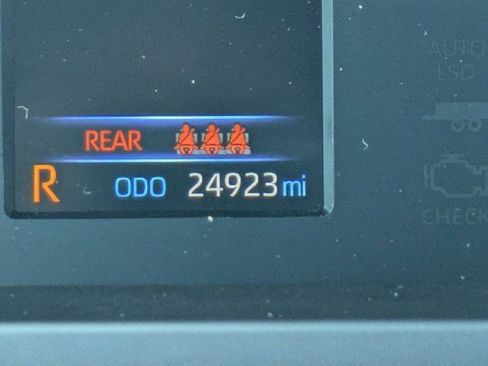 AUTO
LSD
REAR
R ODO 24923 mi
CHECK